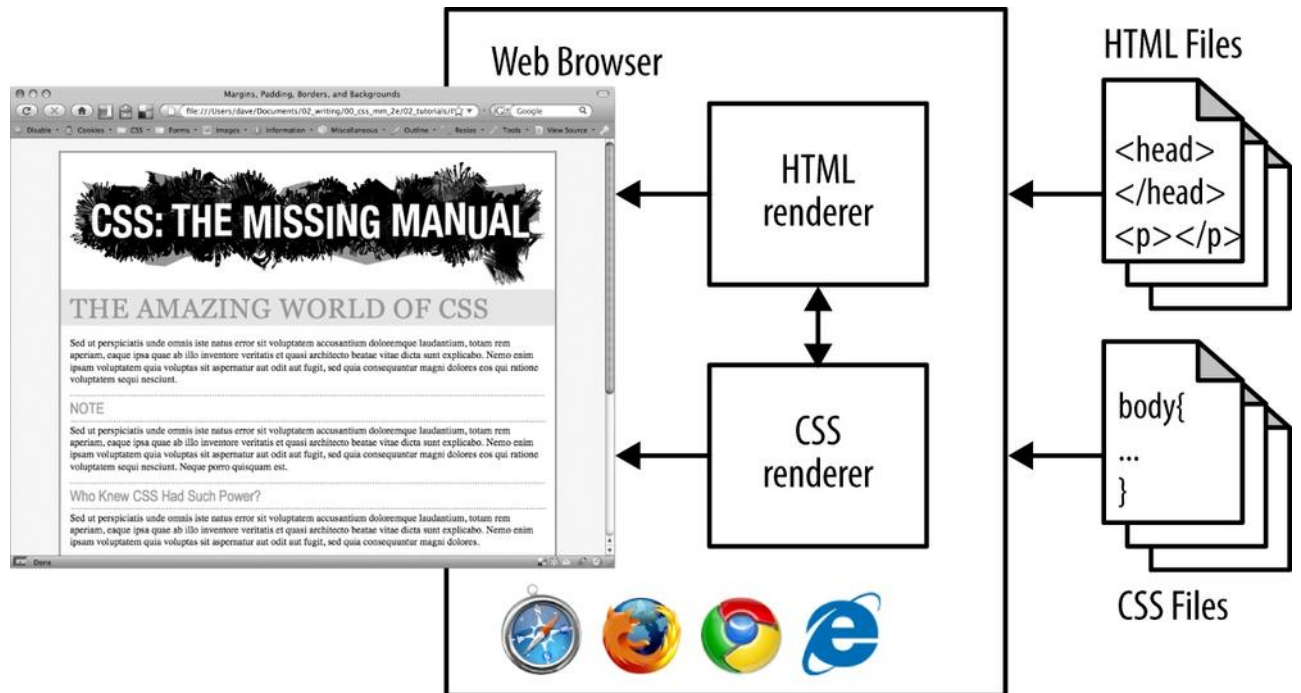 Web Browser
HTML Files
Margins, Padding, Borders, and Backgrounds
file:///Users/dave/Documents/02_writing/00_css_mm_2e/02_tutorials/
Google
Disable Cookies CSS Forms Images Information Miscellaneous Outline Resize Tools View Source
CSS: THE MISSING MANUAL
THE AMAZING WORLD OF CSS
Sed ut perspiciatis unde omnis iste natus error sit voluptatem accusantium doloremque laudantium, totam rem
aperiam, eaque ipsa quae ab illo inventore veritatis et quasi architecto beatae vitae dicta sunt explicabo. Nemo enim
ipsam voluptatem quia voluptas sit aspernatur aut odit aut fugit, sed quia consequuntur magni dolores eos qui ratione
voluptatem sequi nesciunt.
NOTE
Sed ut perspiciatis unde omnis iste natus error sit voluptatem accusantium doloremque laudantium, totam rem
aperiam, eaque ipsa quae ab illo inventore veritatis et quasi architecto beatae vitae dicta sunt explicabo. Nemo enim
ipsam voluptatem quia voluptas sit aspernatur aut odit aut fugit, sed quia consequuntur magni dolores eos qui ratione
voluptatem sequi nesciunt. Neque porro quisquam est.
Who Knew CSS Had Such Power?
Sed ut perspiciatis unde omnis iste natus error sit voluptatem accusantium doloremque laudantium, totam rem
aperiam, eaque ipsa quae ab illo inventore veritatis et quasi architecto beatae vitae dicta sunt explicabo. Nemo enim
ipsam voluptatem quia voluptas sit aspernatur aut odit aut fugit, sed quia consequuntur magni dolores.
Done
HTML
renderer
CSS
renderer
<head>
</head>
<p></p>
body{
...
}
CSS Files